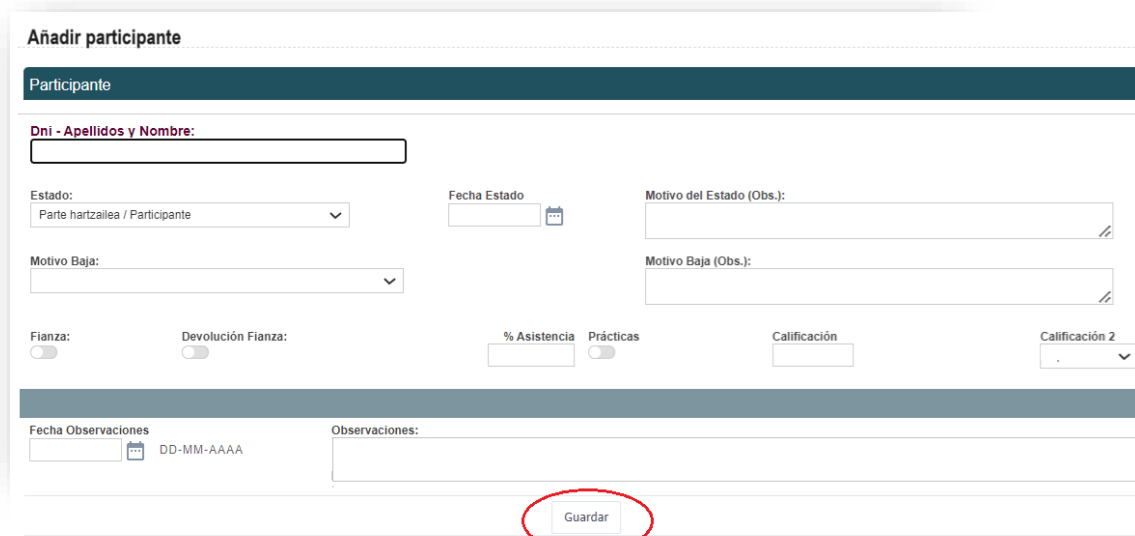 Añadir participante
Participante
Dni - Apellidos y Nombre:
Estado: Fecha Estado Motivo del Estado (Obs.):
Parte hartzailea / Participante
Motivo Baja: Motivo Baja (Obs.):
Fianza: Devolución Fianza: % Asistencia Prácticas Calificación Calificación 2
Fecha Observaciones Observaciones:
DD-MM-AAAA
Guardar